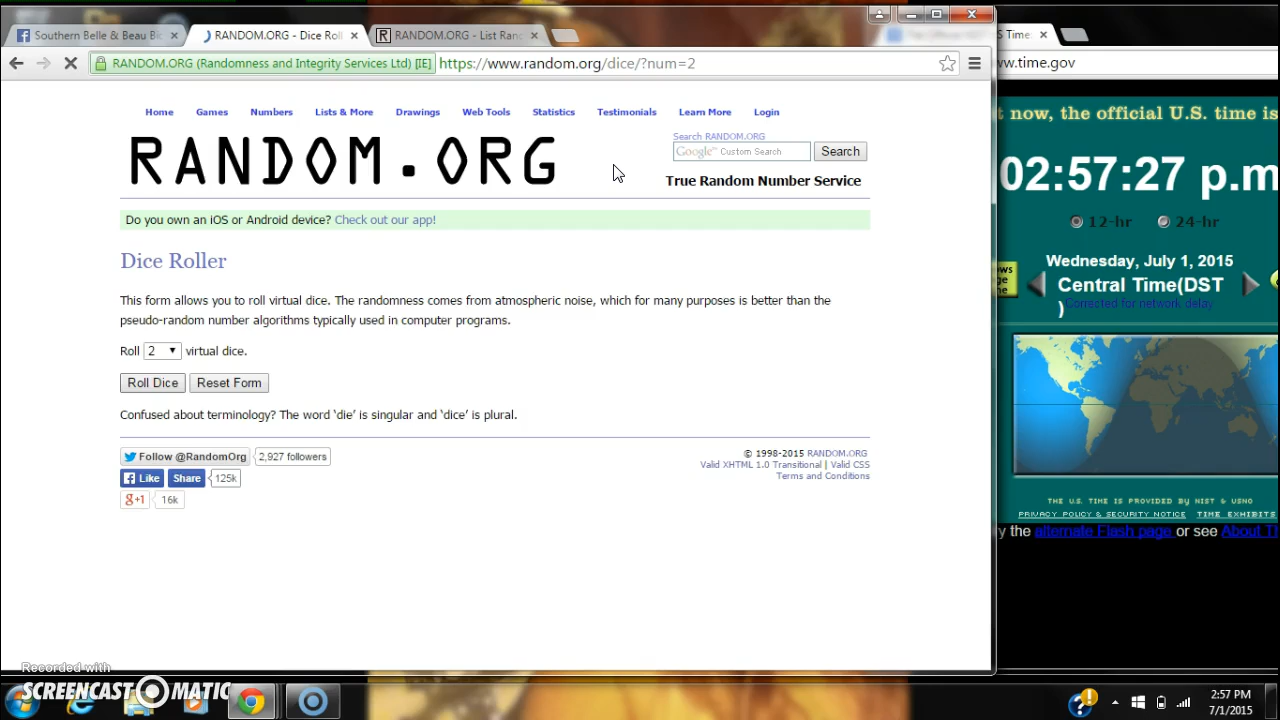 Southern Belle & Beau Bi
RANDOM.ORG - Dice Roll
RANDOM.ORG - List Ran
S Time
RANDOM.ORG (Randomness and Integrity Services Ltd) [IE]
https://www.random.org/dice/?num=2
ww.time.gov
Home Games Numbers Lists & More Drawings Web Tools Statistics Testimonials Learn More Login
RANDOM.ORG
Search RANDOM.ORG
Google™ Custom Search
Search
True Random Number Service
Do you own an iOS or Android device? Check out our app!
Dice Roller
This form allows you to roll virtual dice. The randomness comes from atmospheric noise, which for many purposes is better than the
pseudo-random number algorithms typically used in computer programs.
Roll 2 virtual dice.
Roll Dice Reset Form
Confused about terminology? The word ‘die’ is singular and ‘dice’ is plural.
Follow @RandomOrg 2,927 followers
Like Share 125k
g+1 16k
© 1998-2015 RANDOM.ORG
Valid XHTML 1.0 Transitional | Valid CSS
Terms and Conditions
t now, the official U.S. time is
02:57:27 p.m
12-hr 24-hr
Wednesday, July 1, 2015
Central Time(DST
)
Corrected for network delay
THE U.S. TIME IS PROVIDED BY NIST & USNO
PRIVACY POLICY & SECURITY NOTICE TIME EXHIBITS
y the alternate Flash page or see About Th
Recorded with
SCREENCAST MATIC
2:57 PM
7/1/2015